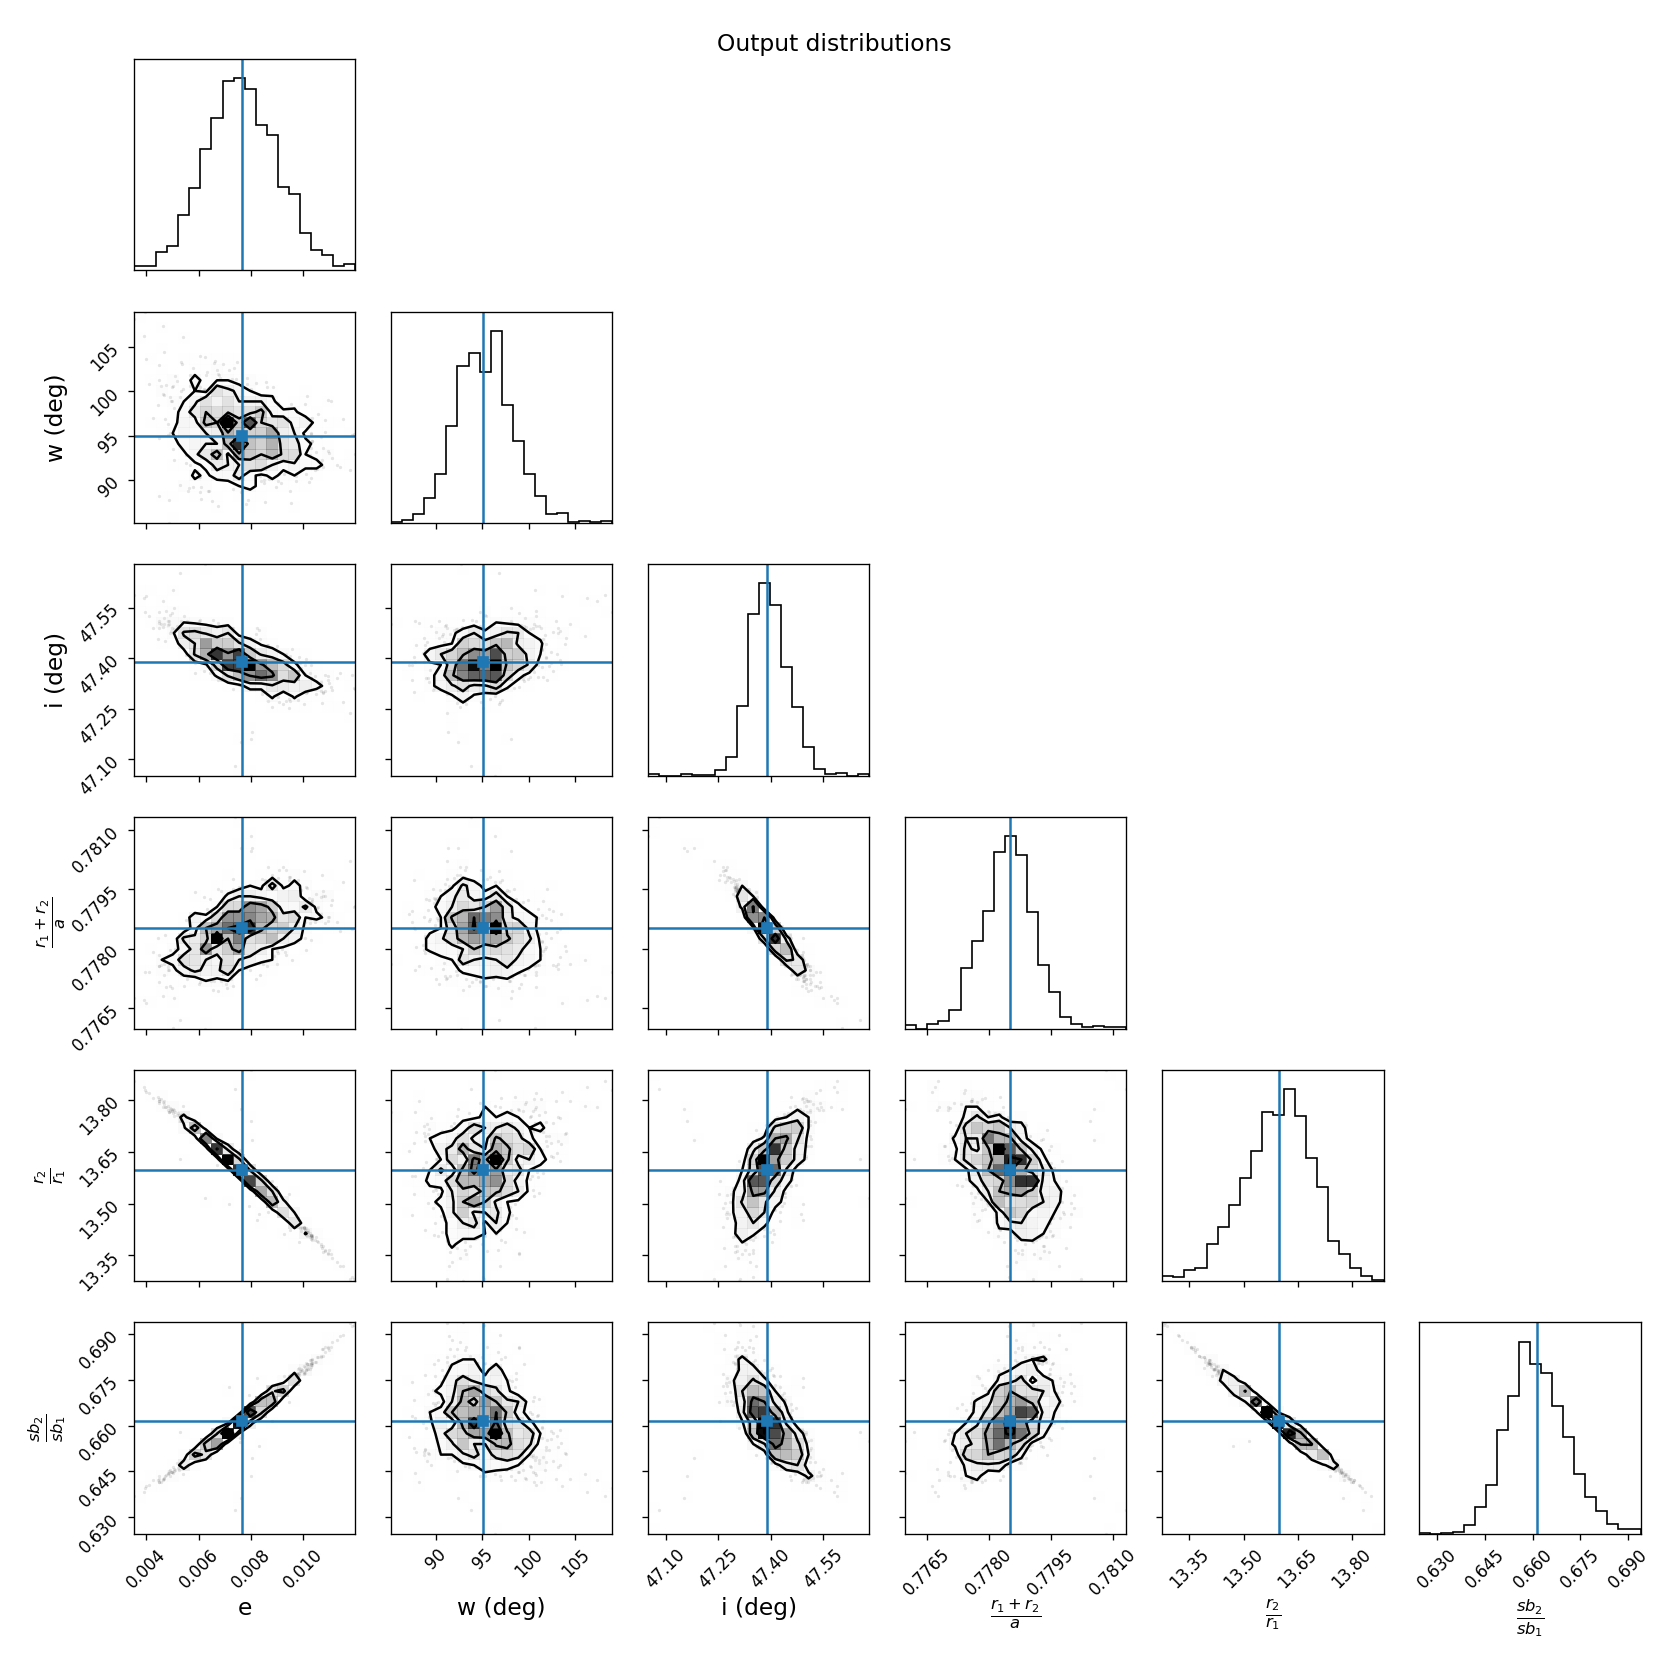 Output distributions
w (deg)
105
100
95
90
i (deg)
47.55
47.40
47.25
47.10
r₁ + r₂
a
0.7810
0.7795
0.7780
0.7765
r₂
r₁
13.80
13.65
13.50
13.35
sb₂
sb₁
0.690
0.675
0.660
0.645
0.630
0.004 0.006 0.008 0.010 90 95 100 105 47.10 47.25 47.40 47.55 0.7765 0.7780 0.7795 0.7810 13.35 13.50 13.65 13.80 0.630 0.645 0.660 0.675 0.690
e w (deg) i (deg) r₁ + r₂ r₂ sb₂
a r₁ sb₁